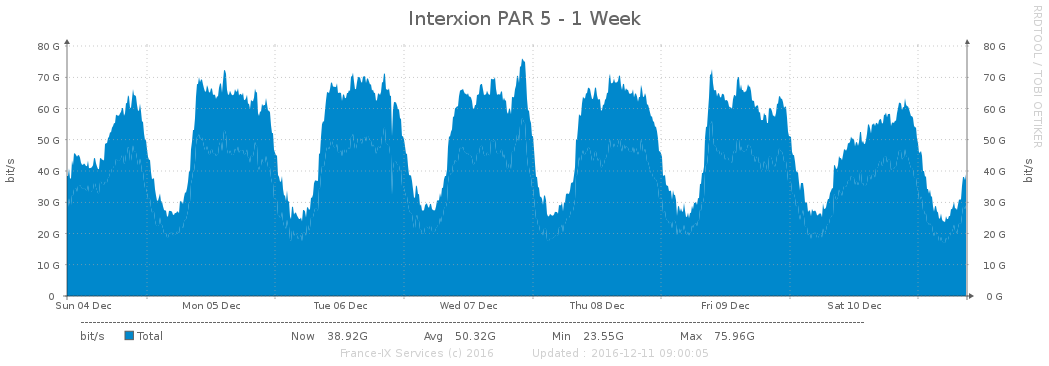 Interxion PAR 5 - 1 Week
RRDTOOL / TOBI OETIKER
80 G 80 G
70 G 70 G
60 G 60 G
50 G 50 G
40 G 40 G
30 G 30 G
20 G 20 G
10 G 10 G
0 0 G
bit/s
bit/s
Sun 04 Dec Mon 05 Dec Tue 06 Dec Wed 07 Dec Thu 08 Dec Fri 09 Dec Sat 10 Dec
bit/s Total Now 38.92G Avg 50.32G Min 23.55G Max 75.96G
France-IX Services (c) 2016 Updated : 2016-12-11 09:00:05